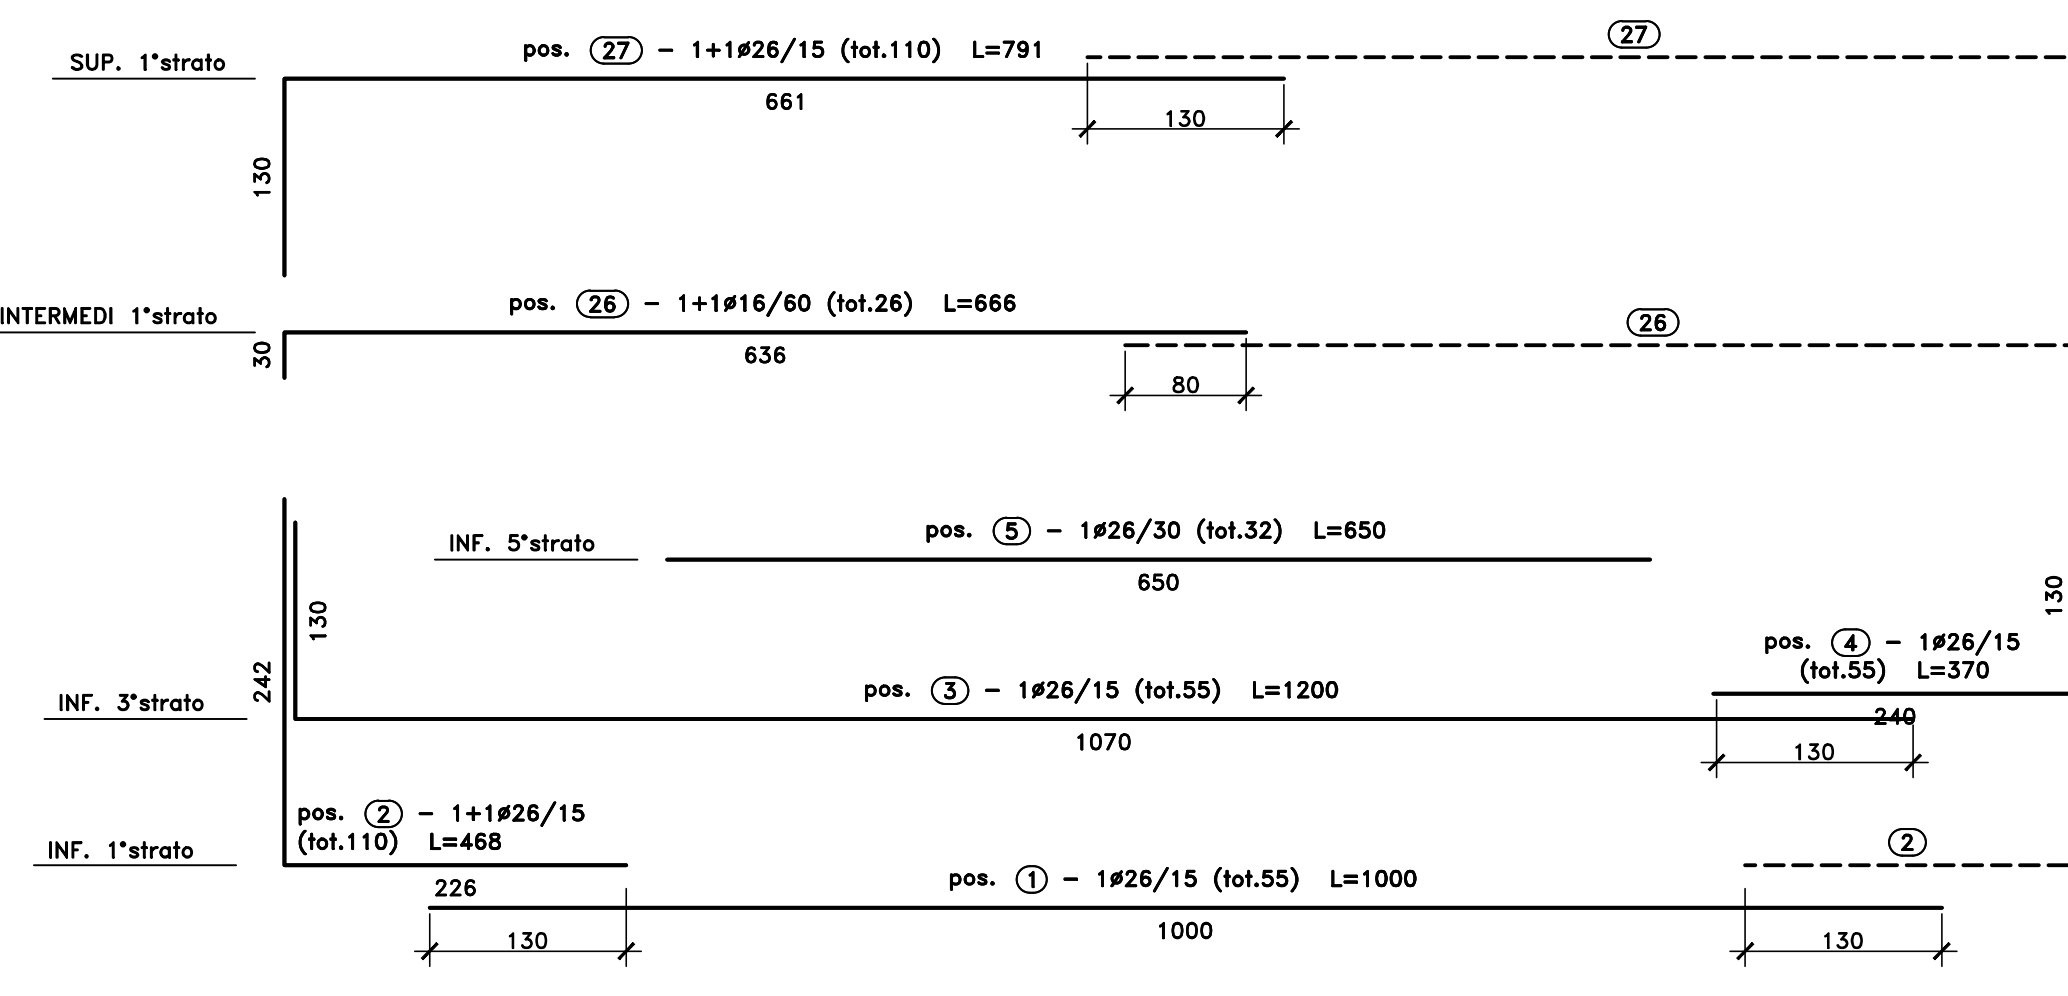 27
pos. 27 - 1+1ø26/15 (tot.110) L=791
SUP. 1°strato
661
130
130
pos. 26 - 1+1ø16/60 (tot.26) L=666
INTERMEDI 1°strato
26
30
636
80
pos. 5 - 1ø26/30 (tot.32) L=650
INF. 5°strato
650
130
130
pos. 4 - 1ø26/15
(tot.55) L=370
242
pos. 3 - 1ø26/15 (tot.55) L=1200
INF. 3°strato
240
1070
130
pos. 2 - 1+1ø26/15
(tot.110) L=468
INF. 1°strato
2
226
pos. 1 - 1ø26/15 (tot.55) L=1000
1000
130
130